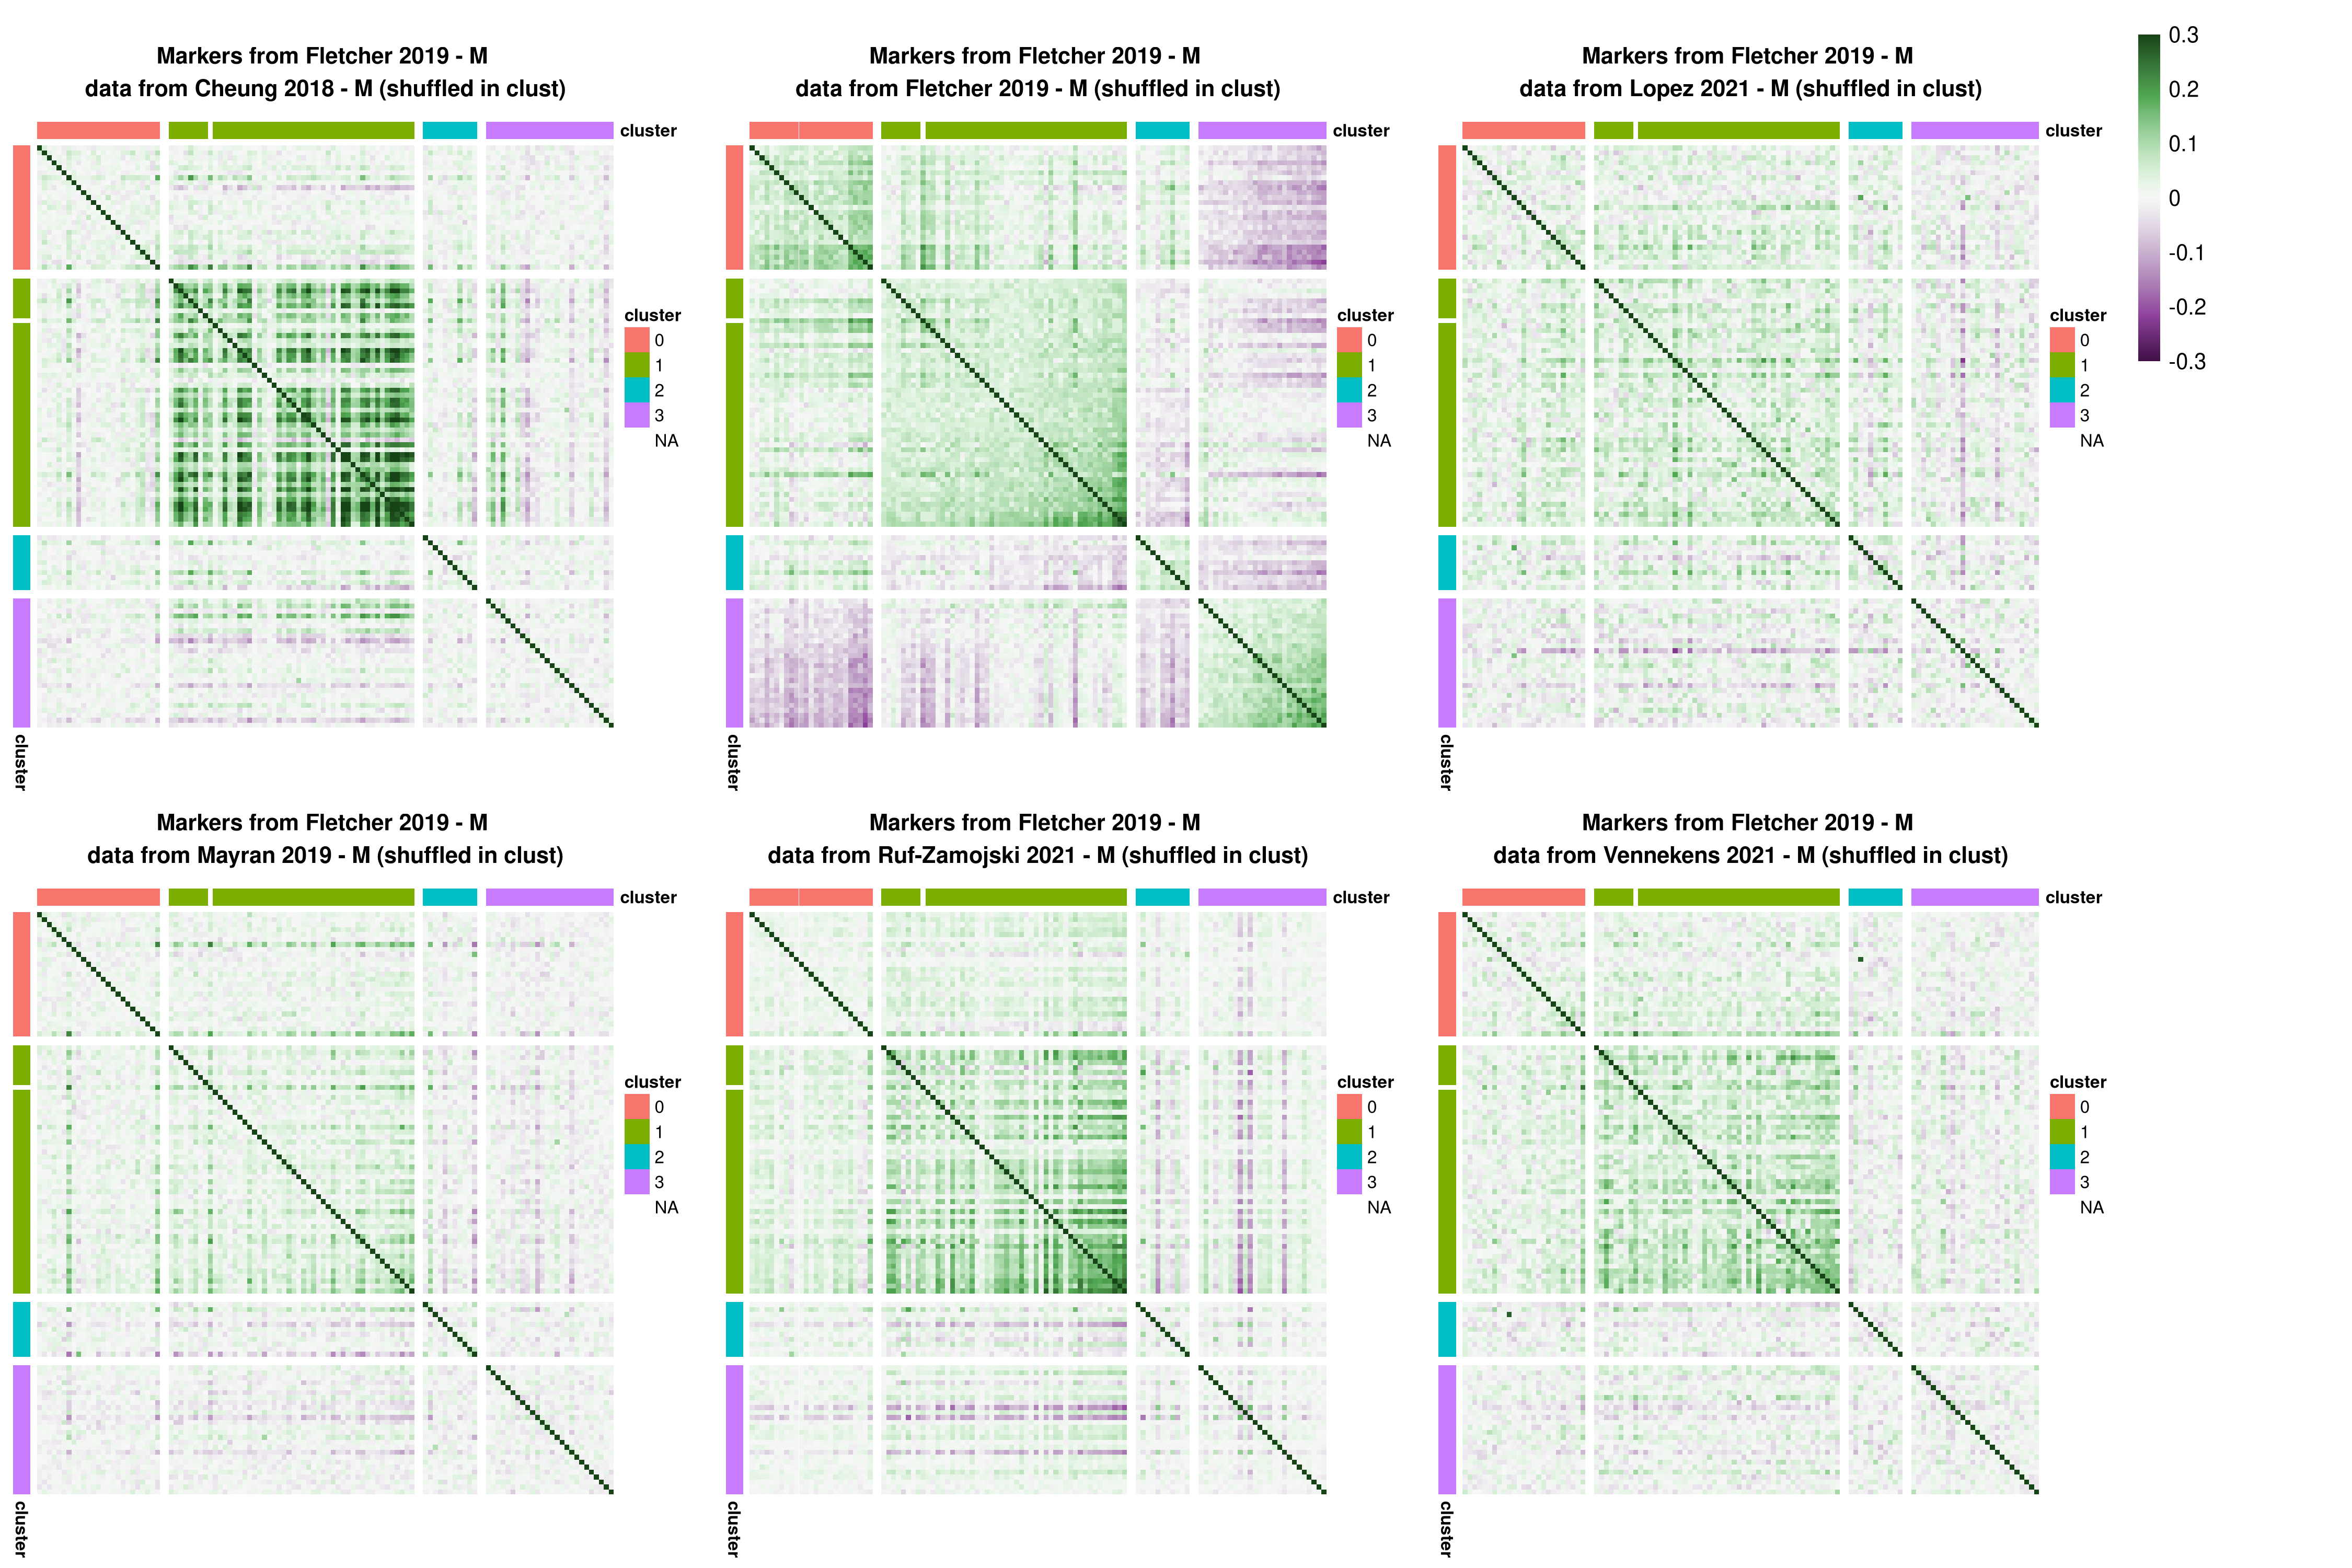 Markers from Fletcher 2019 - M
data from Cheung 2018 - M (shuffled in clust)
cluster
cluster
0
1
2
3
NA
cluster
Markers from Fletcher 2019 - M
data from Fletcher 2019 - M (shuffled in clust)
cluster
cluster
0
1
2
3
NA
cluster
Markers from Fletcher 2019 - M
data from Lopez 2021 - M (shuffled in clust)
cluster
cluster
0
1
2
3
NA
cluster
0.3
0.2
0.1
0
-0.1
-0.2
-0.3
Markers from Fletcher 2019 - M
data from Mayran 2019 - M (shuffled in clust)
cluster
cluster
0
1
2
3
NA
cluster
Markers from Fletcher 2019 - M
data from Ruf-Zamojski 2021 - M (shuffled in clust)
cluster
cluster
0
1
2
3
NA
cluster
Markers from Fletcher 2019 - M
data from Vennekens 2021 - M (shuffled in clust)
cluster
cluster
0
1
2
3
NA
cluster